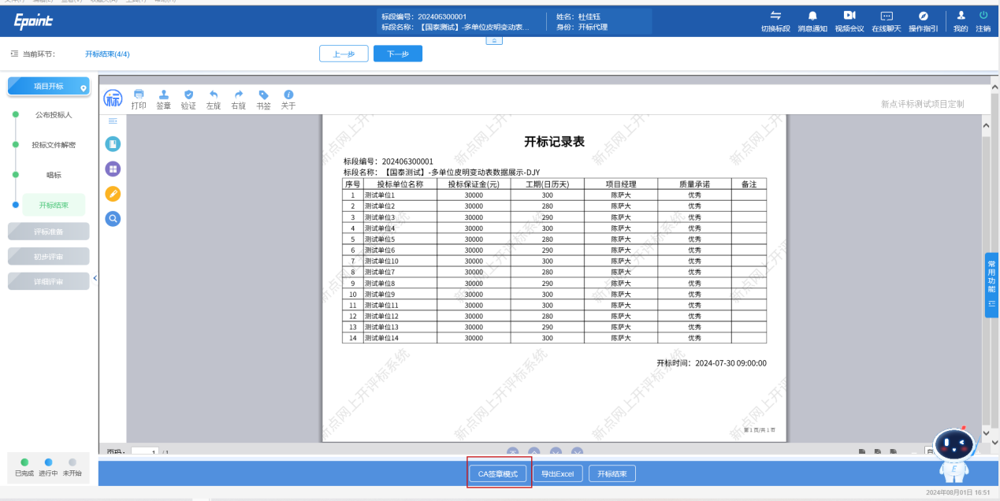 Epoint
标段编号：202406300001
标段名称：【国泰测试】-多单位皮明变动表...
姓名：杜佳钰
身份：开标代理
切换标段 消息通知 视频会议 在线聊天 操作指引 我的 注销
当前环节： 开标结束(4/4) 上一步 下一步
项目开标
公布投标人
投标文件解密
唱标
开标结束
评标准备
初步评审
详细评审
已完成 进行中 未开始
标 打印 签章 验证 左旋 右旋 书签 关于
新点评标测试项目定制
开标记录表
标段编号：202406300001
标段名称：【国泰测试】-多单位皮明变动表数据展示-DJY
序号 投标单位名称 投标保证金(元) 工期(日历天) 项目经理 质量承诺 备注
1 测试单位1 30000 300 陈萨大 优秀
2 测试单位2 30000 280 陈萨大 优秀
3 测试单位3 30000 290 陈萨大 优秀
4 测试单位4 30000 300 陈萨大 优秀
5 测试单位5 30000 280 陈萨大 优秀
6 测试单位6 30000 290 陈萨大 优秀
7 测试单位10 30000 300 陈萨大 优秀
8 测试单位7 30000 280 陈萨大 优秀
9 测试单位8 30000 290 陈萨大 优秀
10 测试单位9 30000 300 陈萨大 优秀
11 测试单位11 30000 300 陈萨大 优秀
12 测试单位12 30000 280 陈萨大 优秀
13 测试单位13 30000 290 陈萨大 优秀
14 测试单位14 30000 300 陈萨大 优秀
开标时间：2024-07-30 09:00:00
新点网上开评标系统
第1页/共1页
页码： 1 /1
常用功能
CA签章模式 导出Excel 开标结束
2024年08月01日 16:51